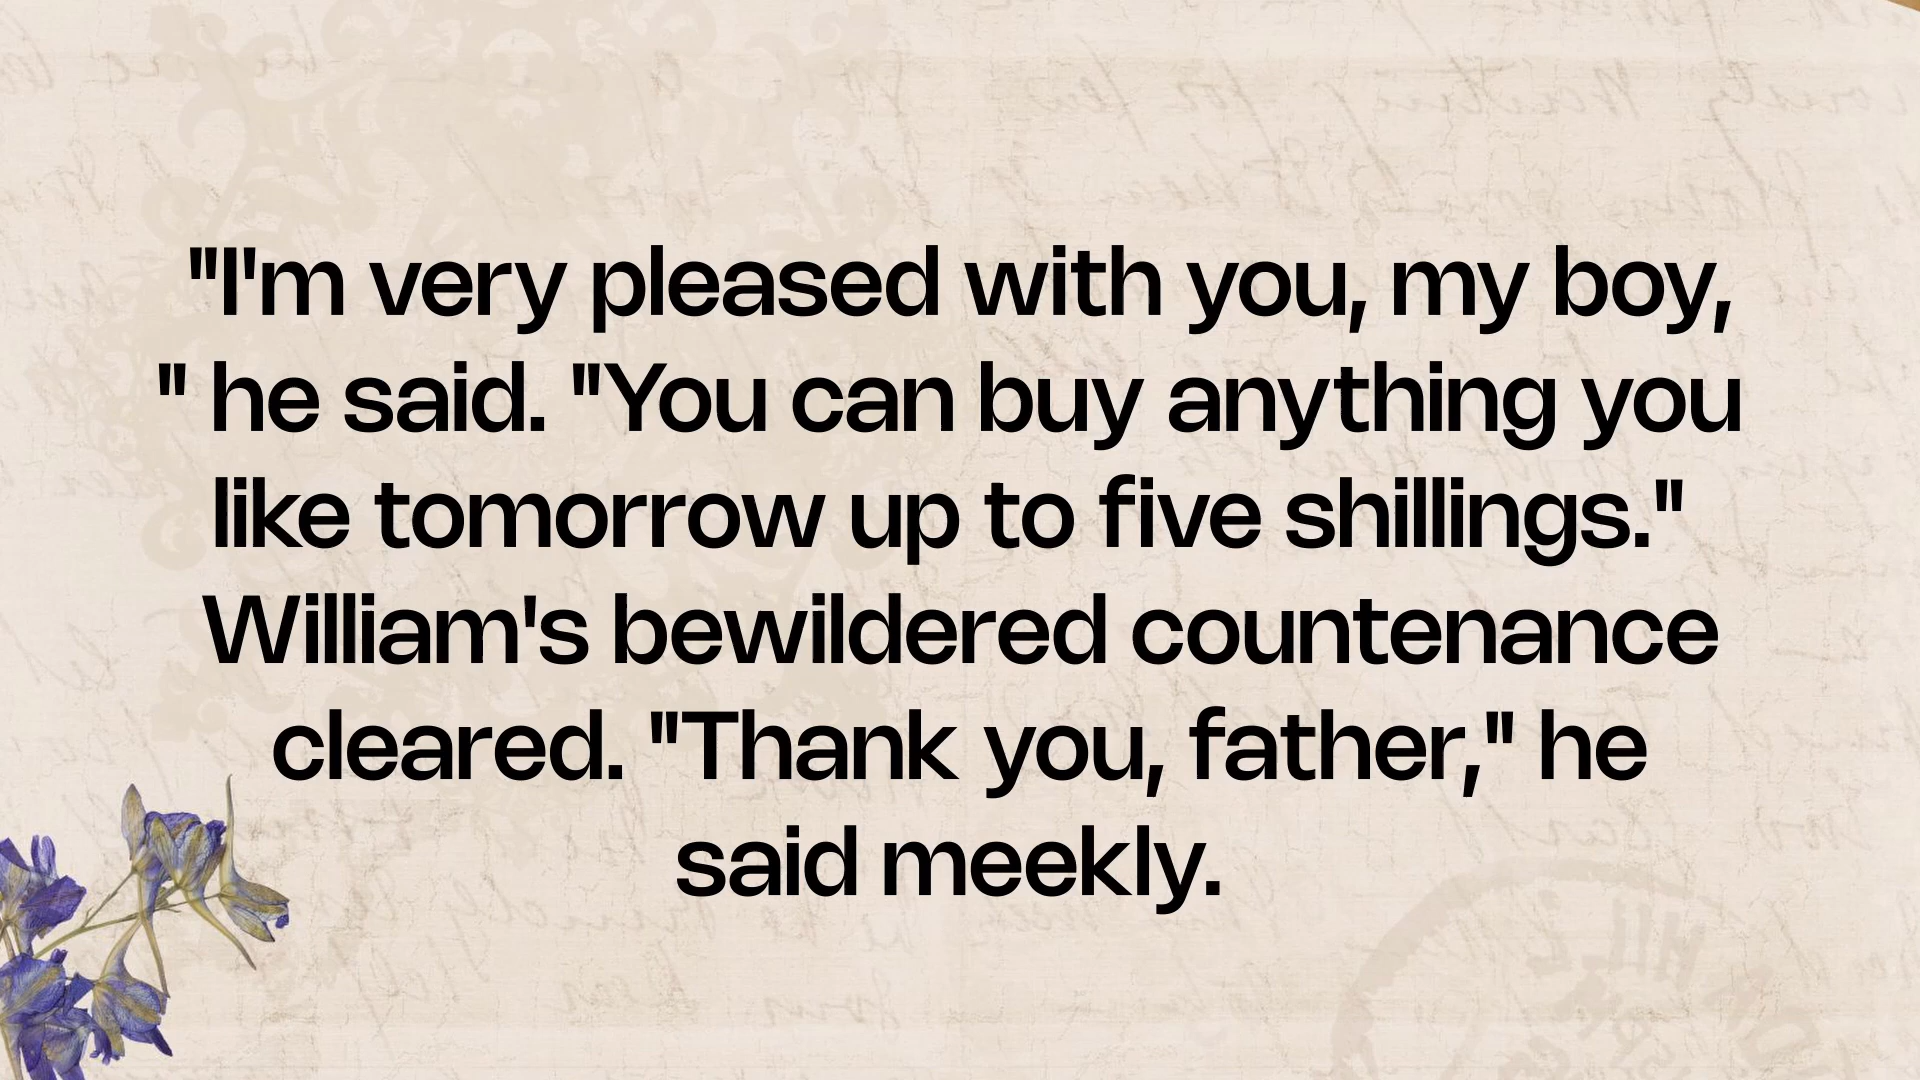 "I'm very pleased with you, my boy,
" he said. "You can buy anything you
like tomorrow up to five shillings."
William's bewildered countenance
cleared. "Thank you, father," he
said meekly.